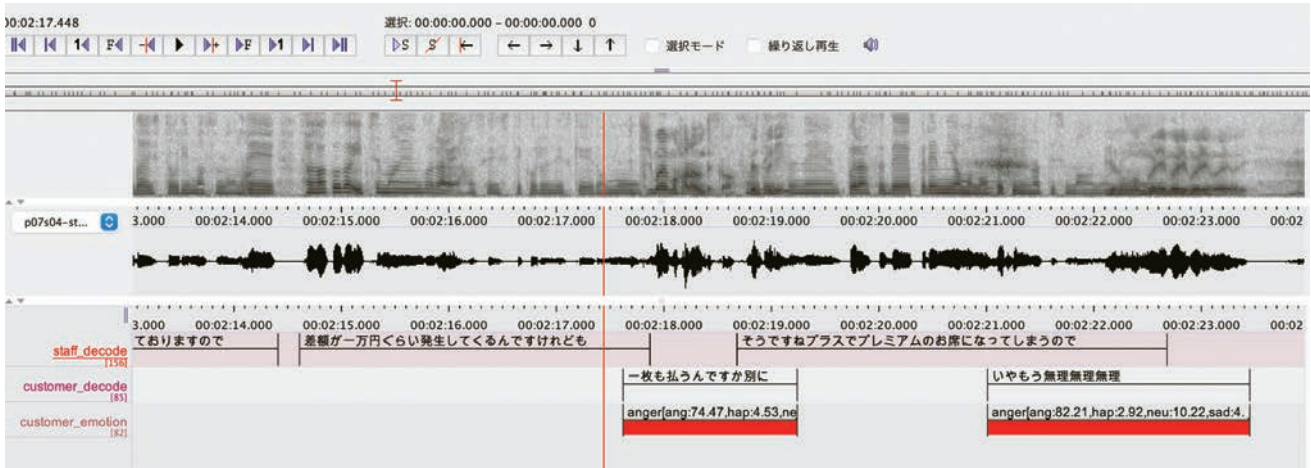 00:02:17.448 選択: 00:00:00.000 - 00:00:00.000 0
1 F F 1 S S 選択モード 繰り返し再生
p07s04-st... 3.000 00:02:14.000 00:02:15.000 00:02:16.000 00:02:17.000 00:02:18.000 00:02:19.000 00:02:20.000 00:02:21.000 00:02:22.000 00:02:23.000 00:02
3.000 00:02:14.000 00:02:15.000 00:02:16.000 00:02:17.000 00:02:18.000 00:02:19.000 00:02:20.000 00:02:21.000 00:02:22.000 00:02:23.000 00:02
staff_decode ておりますので 差額が一万円ぐらい発生してくるんですけれども そうですねプラスでプレミアムのお席になってしまうので
[156]
customer_decode 一枚も払うんですか別に いやもう無理無理無理
[85]
customer_emotion anger[ang:74.47,hap:4.53,ne anger[ang:82.21,hap:2.92,neu:10.22,sad:4.
[82]